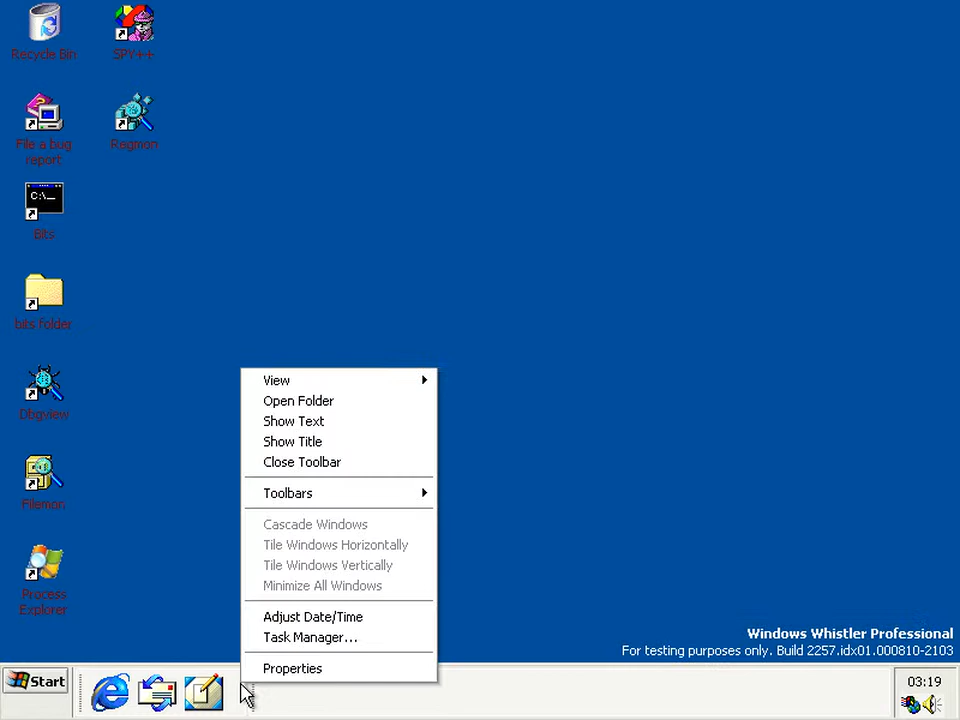 Recycle Bin
SPY++
File a bug
report
Regmon
C:\_
Bits
bits folder
Dbgview
Filemon
Process
Explorer
View
Open Folder
Show Text
Show Title
Close Toolbar
Toolbars
Cascade Windows
Tile Windows Horizontally
Tile Windows Vertically
Minimize All Windows
Adjust Date/Time
Task Manager...
Properties
Windows Whistler Professional
For testing purposes only. Build 2257.idx01.000810-2103
Start
03:19